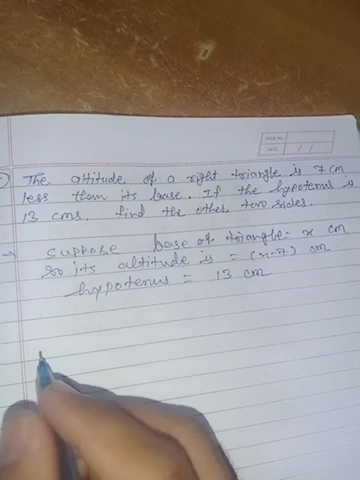 The altitude of a right triangle is 7 cm
less than its base. If the hypotenus is
13 cms. find the other two sides.
→ suppose base of triangle = x cm
so its altitude is = (x-7) cm
hypotenus = 13 cm